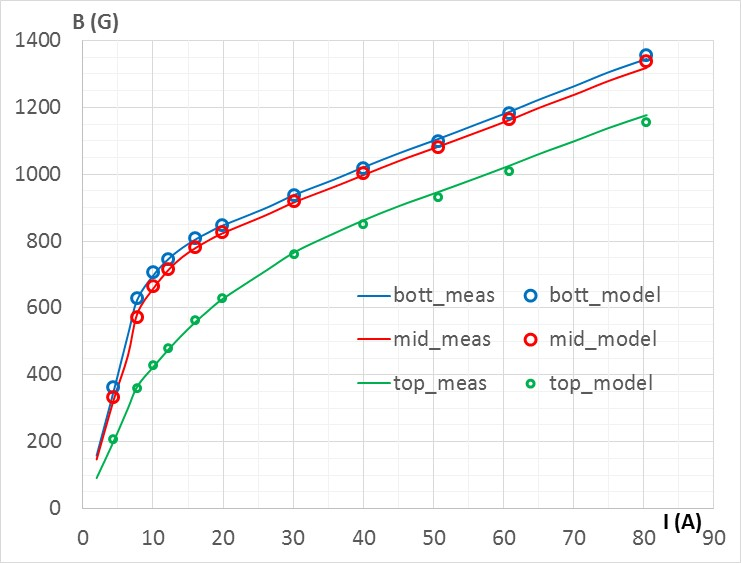 B (G)
1400
1200
1000
800
600
400
200
0
bott_meas bott_model
mid_meas mid_model
top_meas top_model
I (A)
0 10 20 30 40 50 60 70 80 90